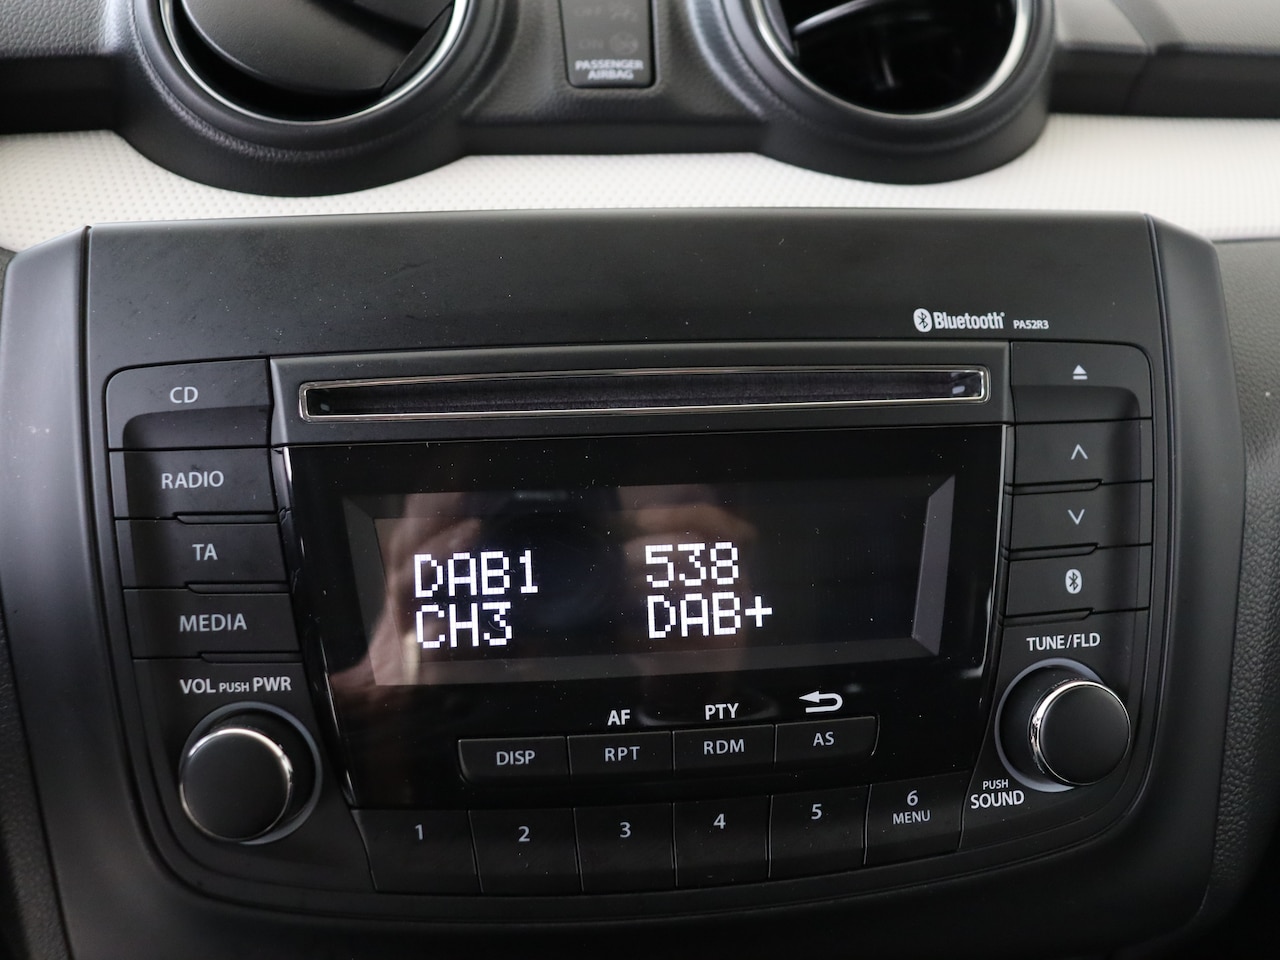 PASSENGER
AIRBAG
Bluetooth® PA52R3
CD
RADIO
TA
MEDIA
VOL PUSH PWR
DAB1 538
CH3 DAB+
TUNE/FLD
AF PTY
DISP RPT RDM AS
PUSH
SOUND
1 2 3 4 5 6
MENU